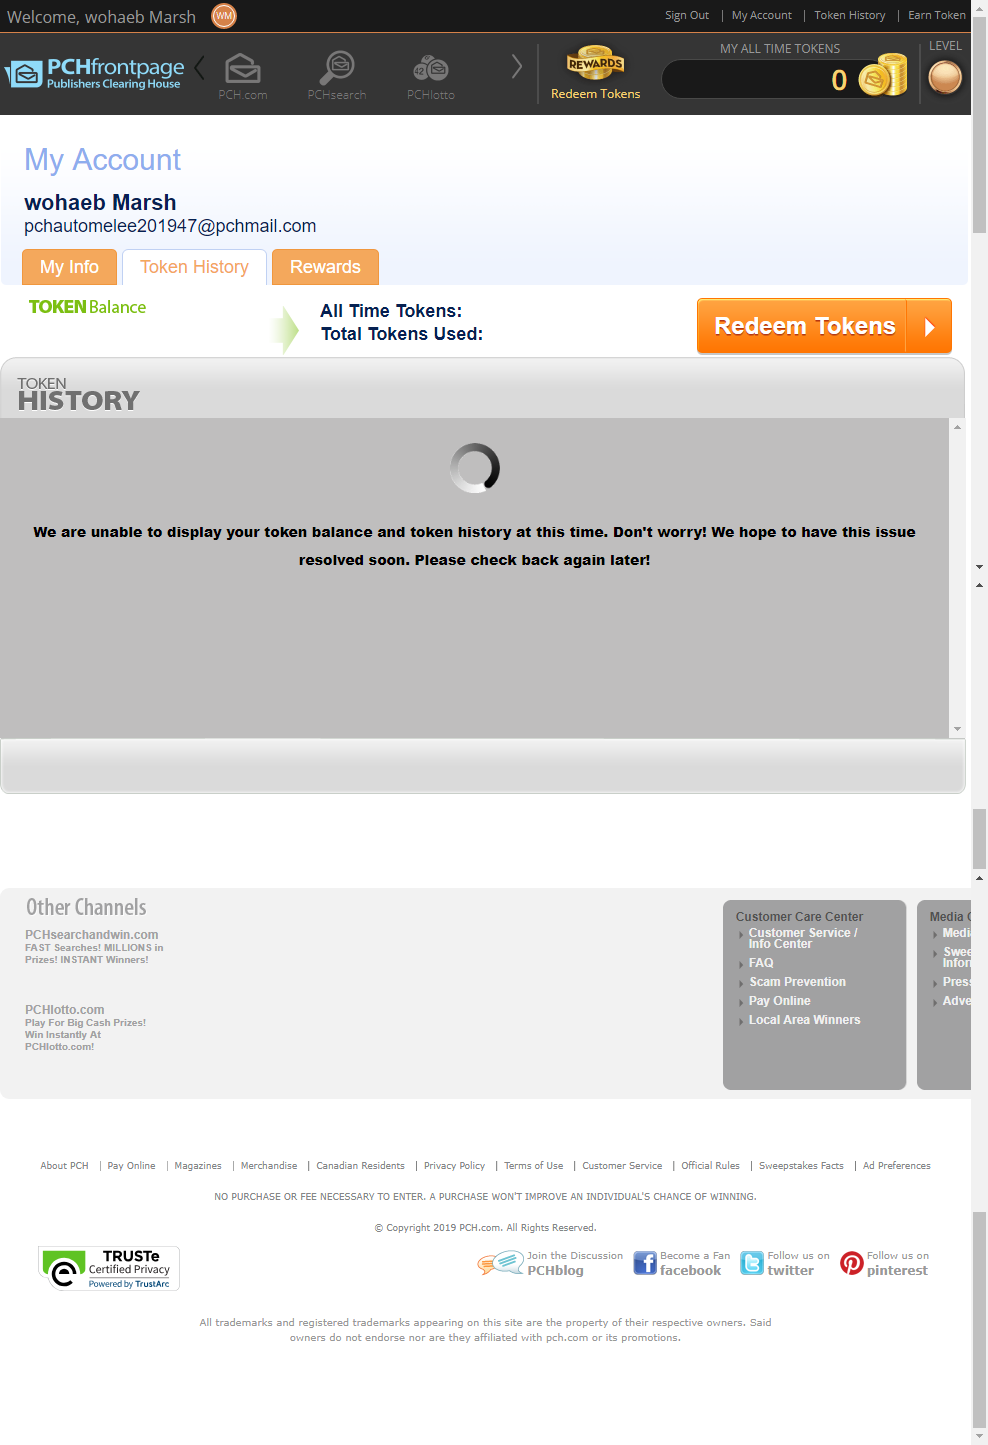 Welcome, wohaeb Marsh
WM
Sign Out | My Account | Token History | Earn Token
PCHfrontpage
Publishers Clearing House
PCH.com
PCHsearch
42
PCHlotto
REWARDS
Redeem Tokens
MY ALL TIME TOKENS
0
LEVEL
My Account
wohaeb Marsh
pchautomelee201947@pchmail.com
My Info
Token History
Rewards
TOKEN Balance
All Time Tokens:
Total Tokens Used:
Redeem Tokens
TOKEN
HISTORY
We are unable to display your token balance and token history at this time. Don't worry! We hope to have this issue
resolved soon. Please check back again later!
Other Channels
PCHsearchandwin.com
FAST Searches! MILLIONS in
Prizes! INSTANT Winners!
PCHlotto.com
Play For Big Cash Prizes!
Win Instantly At
PCHlotto.com!
Customer Care Center
Customer Service /
Info Center
FAQ
Scam Prevention
Pay Online
Local Area Winners
Media
Swee
Press
Adve
About PCH | Pay Online | Magazines | Merchandise | Canadian Residents | Privacy Policy | Terms of Use | Customer Service | Official Rules | Sweepstakes Facts | Ad Preferences
NO PURCHASE OR FEE NECESSARY TO ENTER. A PURCHASE WON'T IMPROVE AN INDIVIDUAL'S CHANCE OF WINNING.
© Copyright 2019 PCH.com. All Rights Reserved.
TRUSTe
Certified Privacy
Powered by TrustArc
Join the Discussion
PCHblog
Become a Fan
facebook
Follow us on
twitter
Follow us on
pinterest
All trademarks and registered trademarks appearing on this site are the property of their respective owners. Said
owners do not endorse nor are they affiliated with pch.com or its promotions.